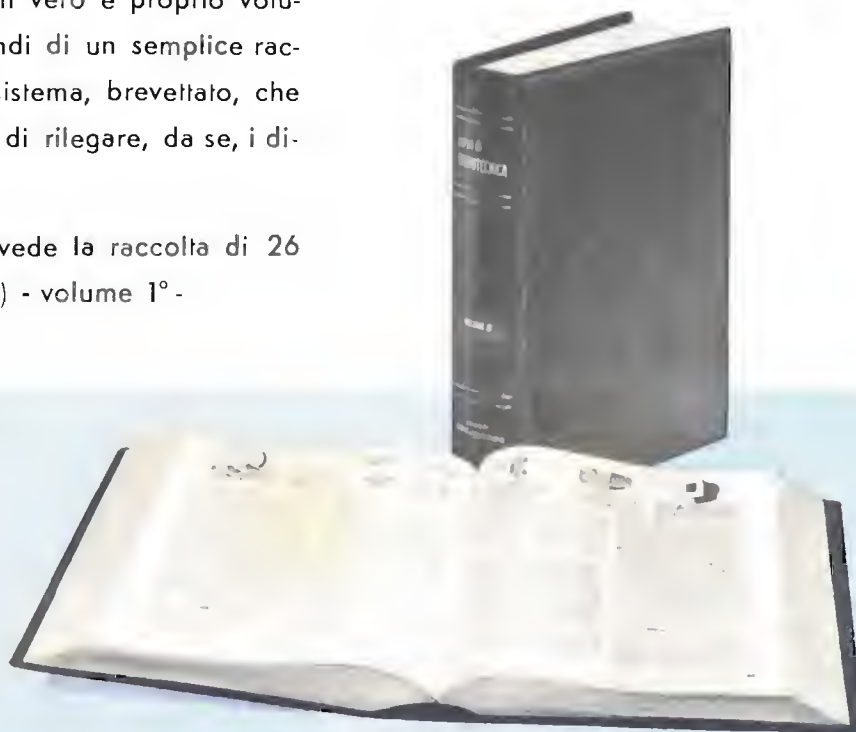 n vero e proprio volu-
ndi di un semplice rac-
sistema, brevettato, che
di rilegare, da se, i di-
vede la raccolta di 26
) - volume 1° -